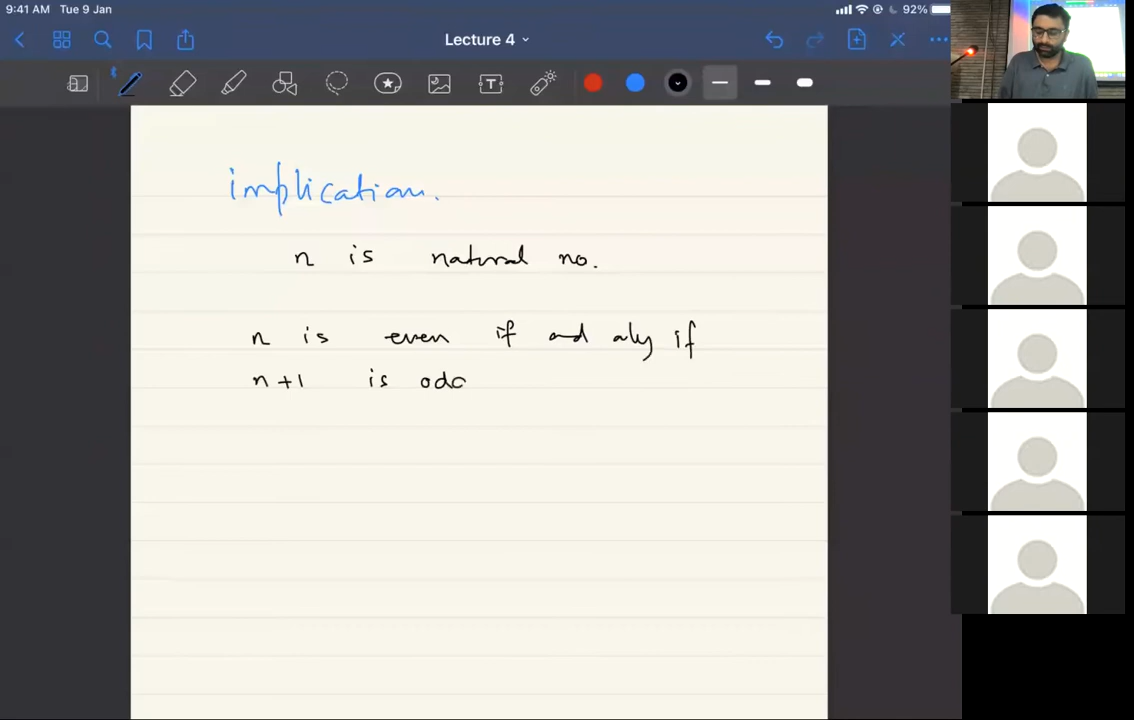 9:41 AM Tue 9 Jan
92%
Lecture 4
T
implication.
n is natural no.
n is even if and only if
n+1 is odd